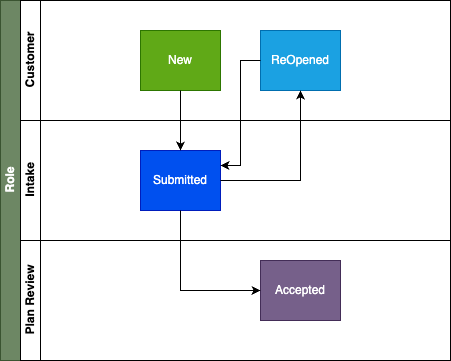 Role
Customer
New
ReOpened
Intake
Submitted
Plan Review
Accepted